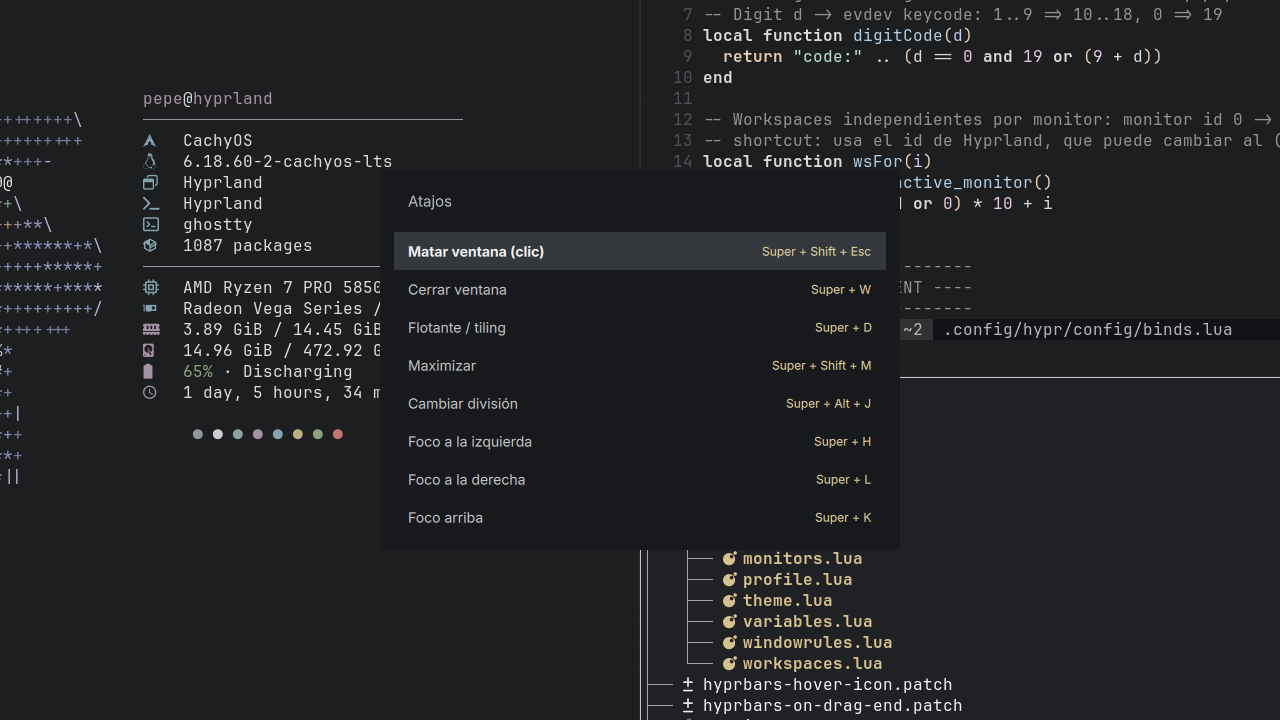 pepe@hyprland
CachyOS
6.18.60-2-cachyos-lts
Hyprland
Hyprland
ghostty
1087 packages
AMD Ryzen 7 PRO 5850
Radeon Vega Series /
3.89 GiB / 14.45 GiB
14.96 GiB / 472.92 G
65% · Discharging
1 day, 5 hours, 34 m
7 -- Digit d -> evdev keycode: 1..9 => 10..18, 0 => 19
8 local function digitCode(d)
9 return "code:" .. (d == 0 and 19 or (9 + d))
10 end
11
12 -- Workspaces independientes por monitor: monitor id 0 ->
13 -- shortcut: usa el id de Hyprland, que puede cambiar al
14 local function wsFor(i)
active_monitor()
or 0) * 10 + i
--------
ENT ----
--------
~2 .config/hypr/config/binds.lua
Atajos
Matar ventana (clic) Super + Shift + Esc
Cerrar ventana Super + W
Flotante / tiling Super + D
Maximizar Super + Shift + M
Cambiar división Super + Alt + J
Foco a la izquierda Super + H
Foco a la derecha Super + L
Foco arriba Super + K
monitors.lua
profile.lua
theme.lua
variables.lua
windowrules.lua
workspaces.lua
hyprbars-hover-icon.patch
hyprbars-on-drag-end.patch